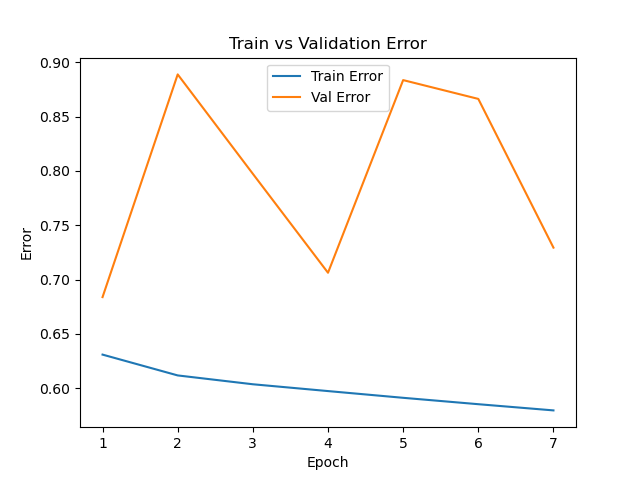 Train vs Validation Error
Train Error
Val Error
Error
0.90
0.85
0.80
0.75
0.70
0.65
0.60
1 2 3 4 5 6 7
Epoch